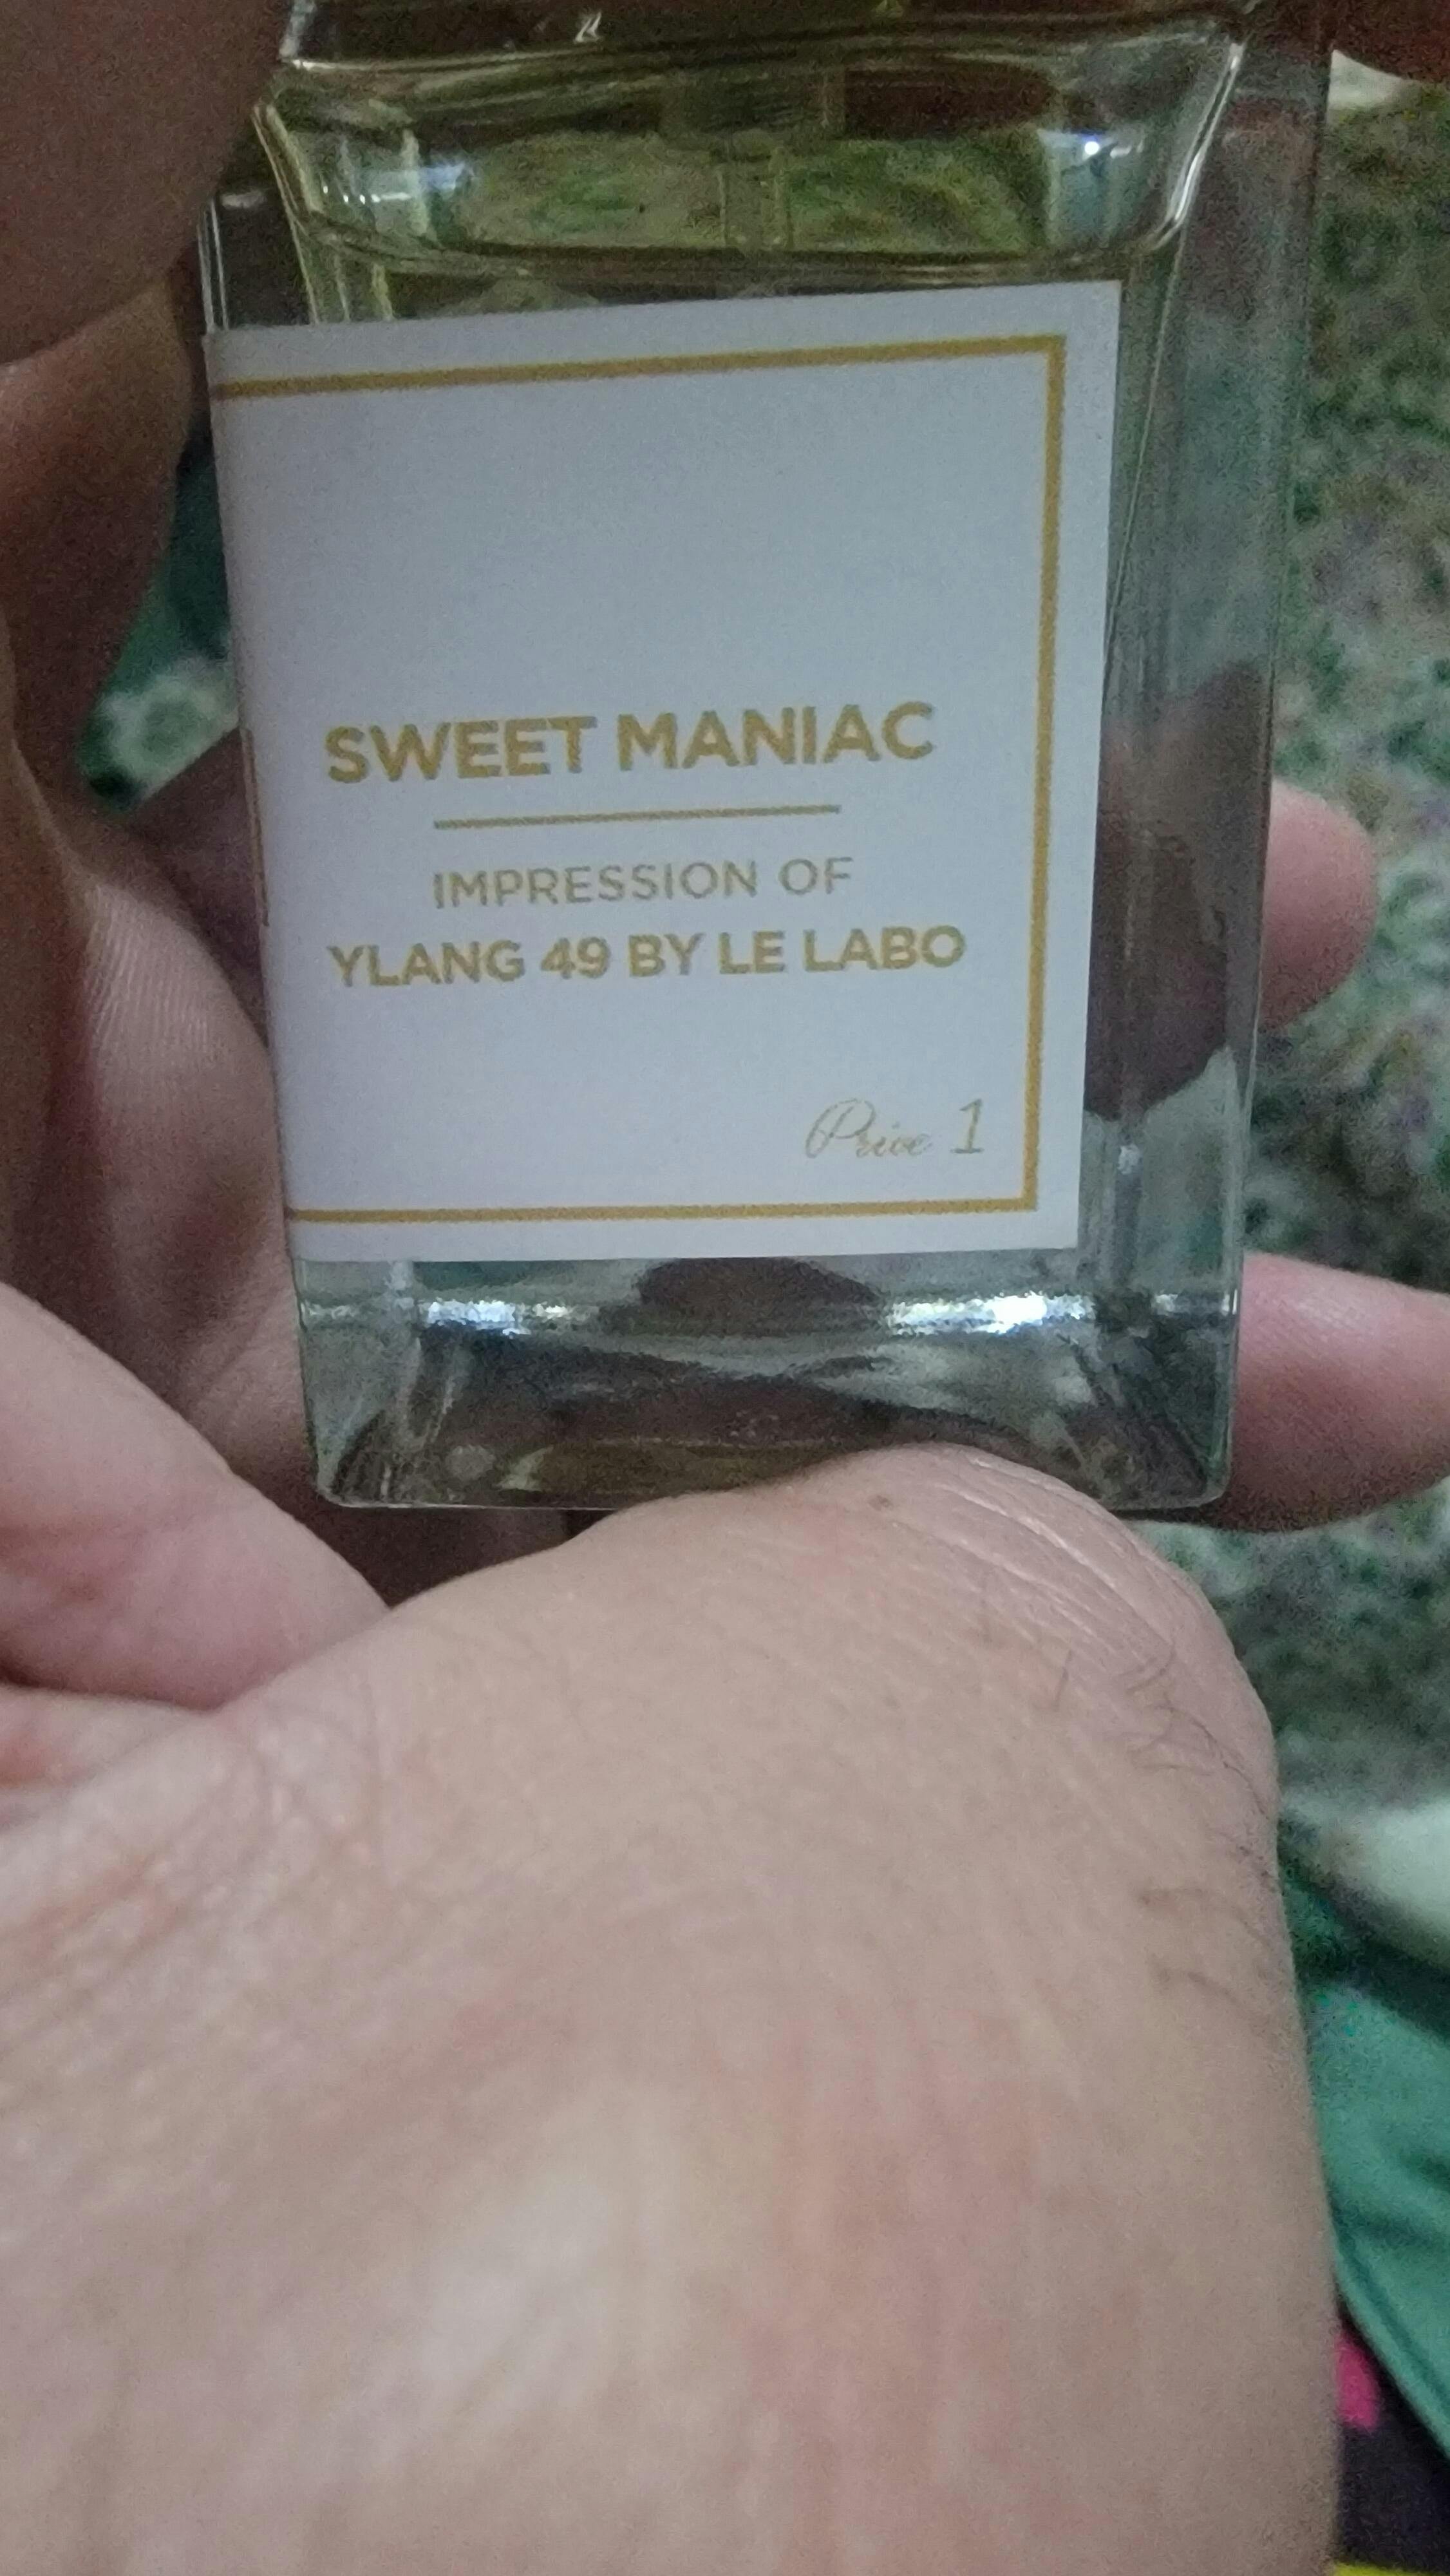 SWEET MANIAC
IMPRESSION OF
YLANG 49 BY LE LABO
Prive 1